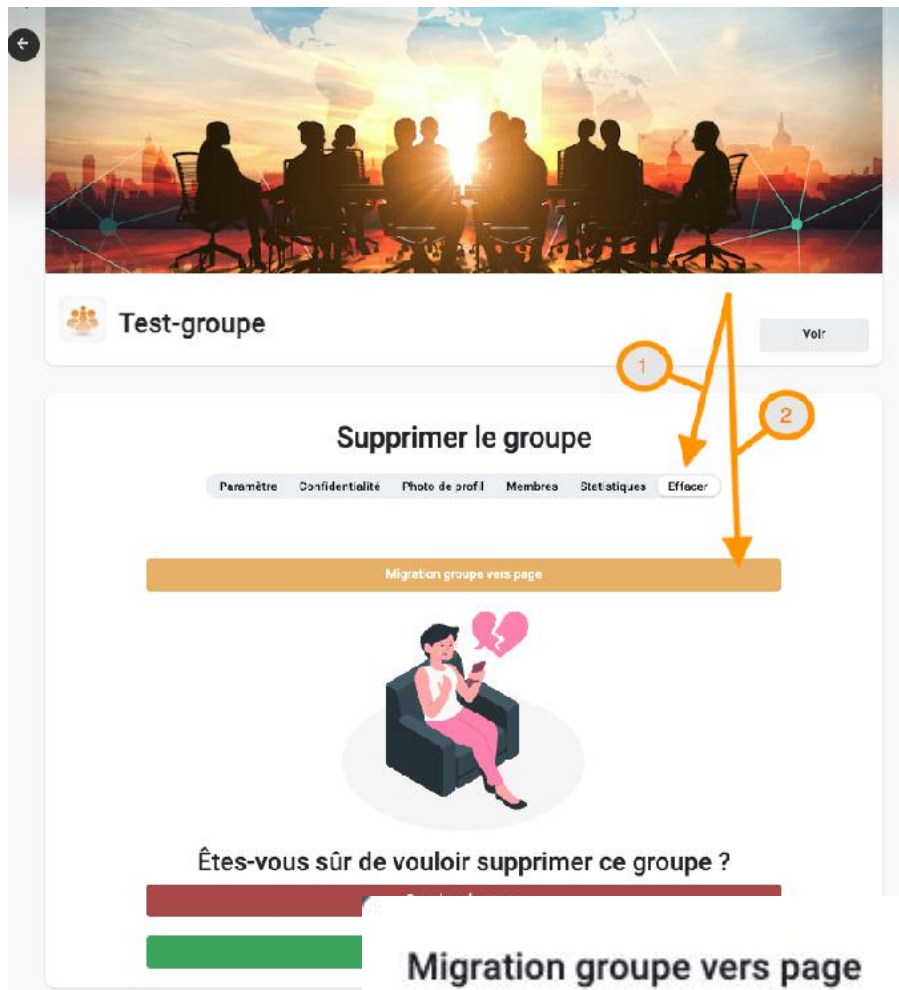 Test-groupe
Voir
1
2
Supprimer le groupe
Paramètre Confidentialité Photo de profil Membres Statistiques Effacer
Migration groupe vers page
Êtes-vous sûr de vouloir supprimer ce groupe ?
Migration groupe vers page